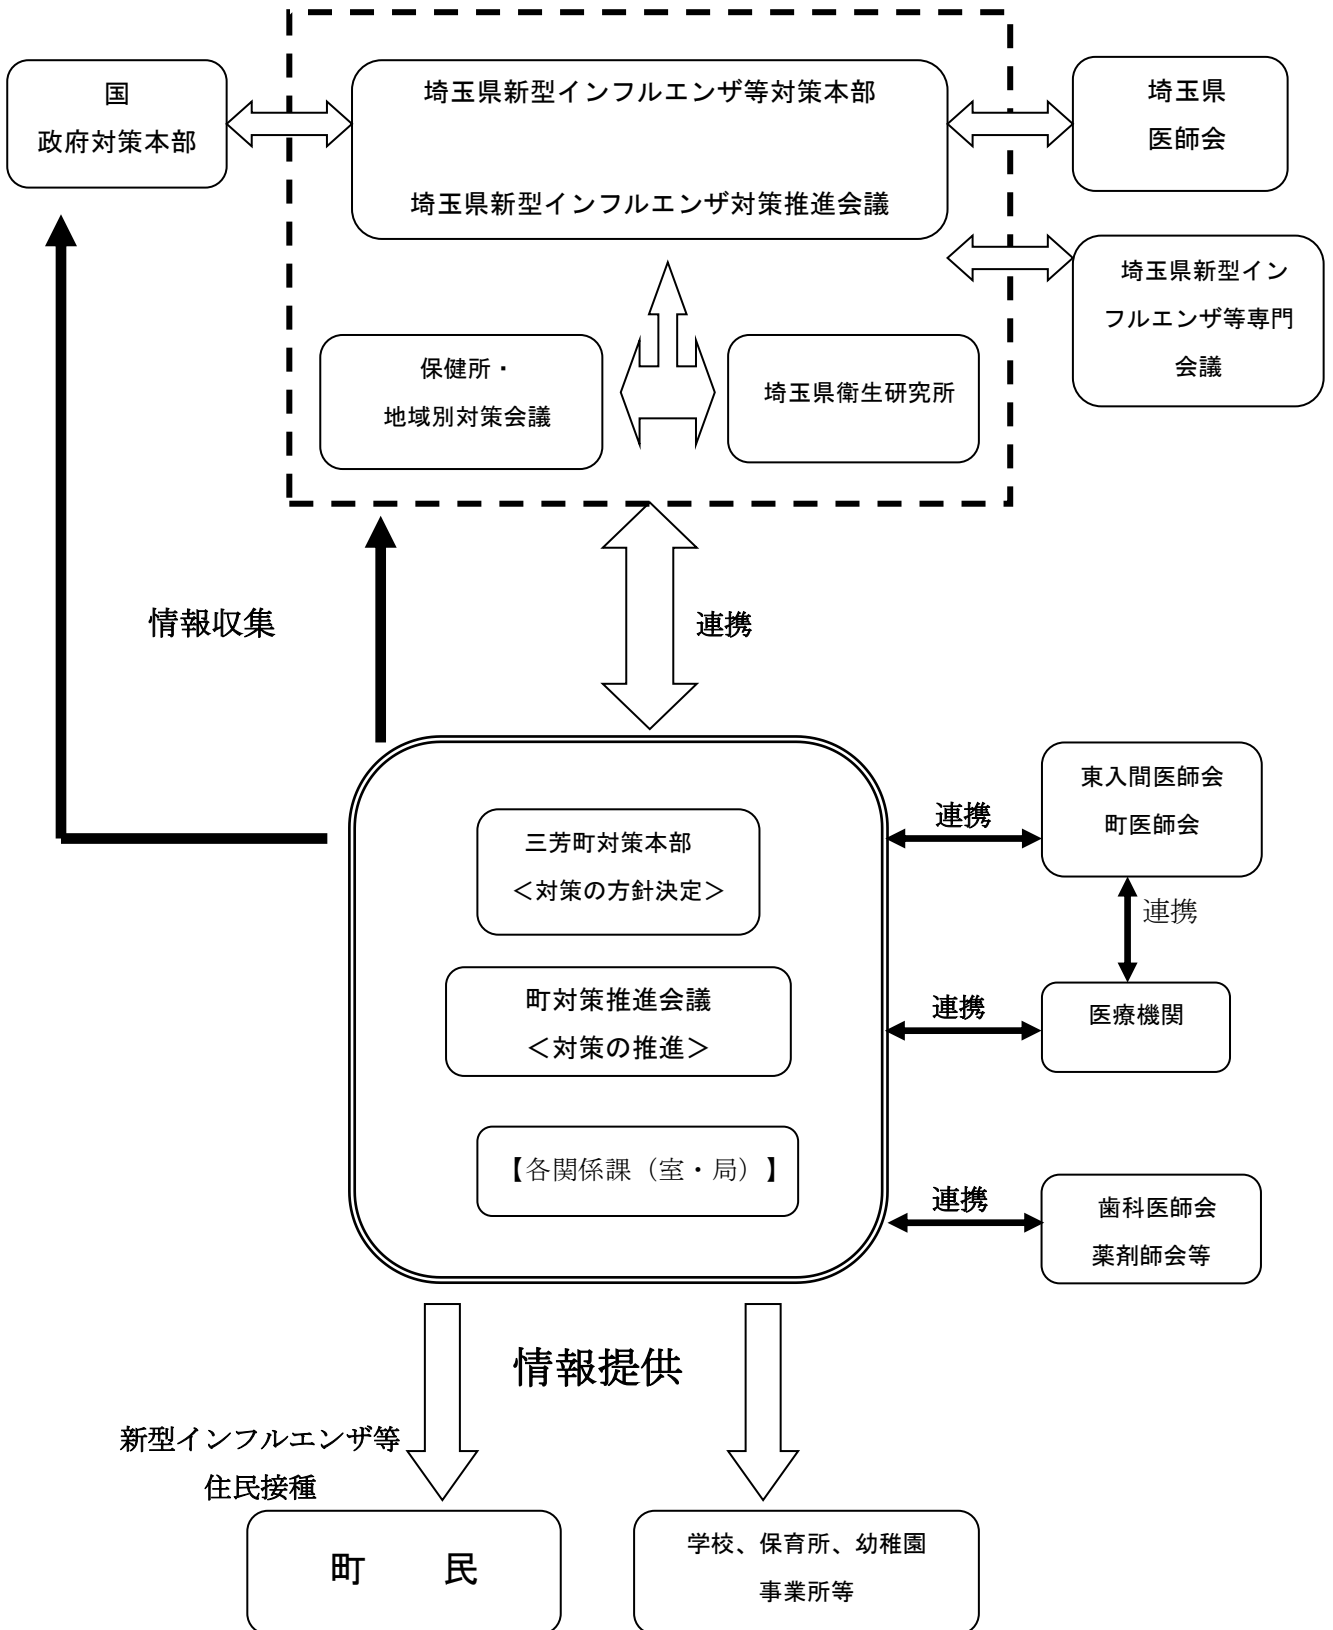 国
政府対策本部
埼玉県新型インフルエンザ等対策本部
埼玉県新型インフルエンザ対策推進会議
埼玉県
医師会
埼玉県新型イン
フルエンザ等専門
会議
保健所・
地域別対策会議
埼玉県衛生研究所
情報収集
連携
三芳町対策本部
＜対策の方針決定＞
町対策推進会議
＜対策の推進＞
【各関係課（室・局）】
連携
東入間医師会
町医師会
連携
連携
医療機関
連携
歯科医師会
薬剤師会等
情報提供
新型インフルエンザ等
住民接種
町　　民
学校、保育所、幼稚園
事業所等